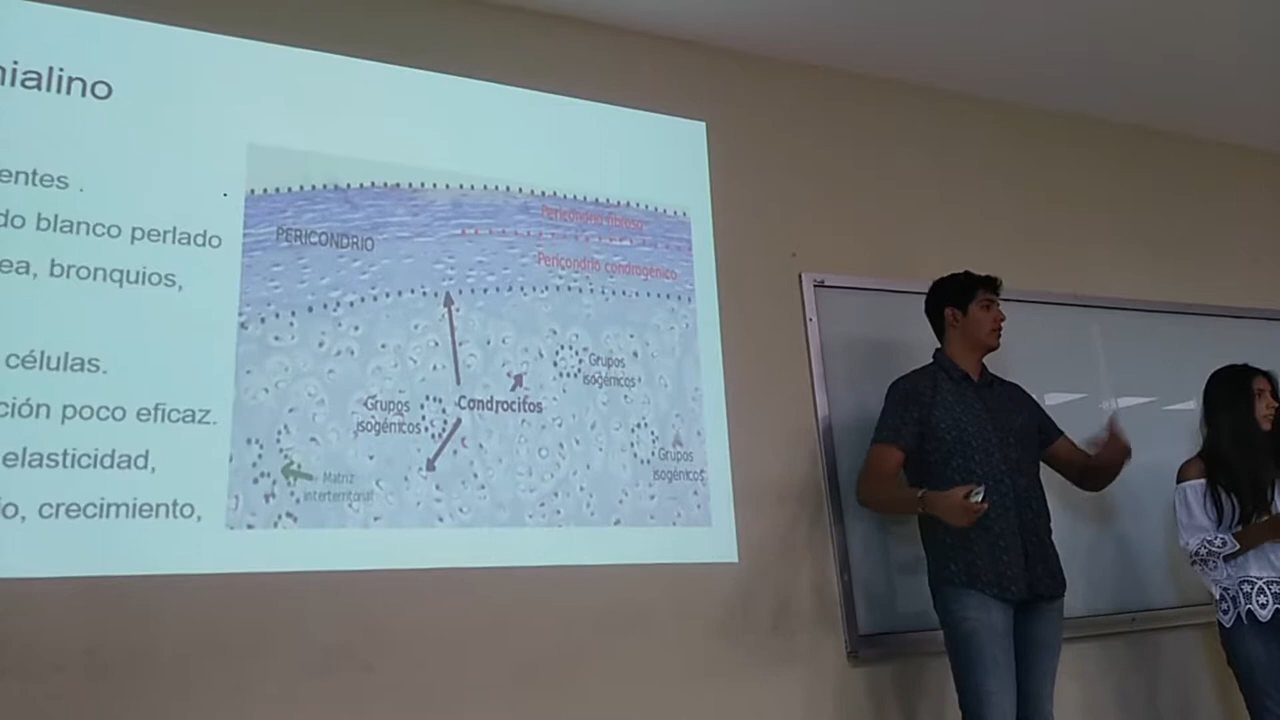 hialino
entes .
do blanco perlado
ea, bronquios,
células.
ción poco eficaz.
elasticidad,
io, crecimiento,
PERICONDRIO
Pericondrio fibroso
Pericondrio condrogénico
Grupos
isogénicos
Condrocitos
Grupos
isogénicos
Grupos
isogénicos
Matriz
interterritorial